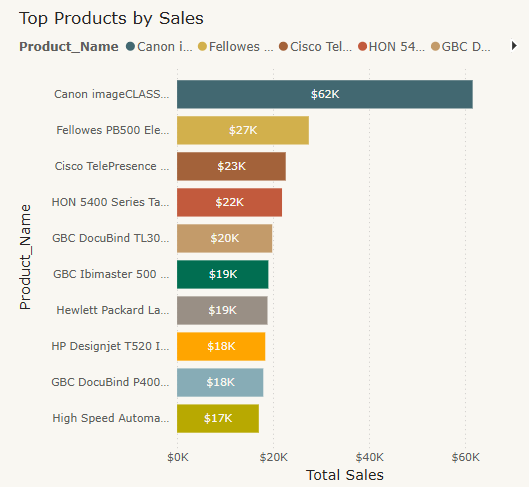 Top Products by Sales
Product_Name Canon i... Fellowes ... Cisco Tel... HON 54... GBC D...
Canon imageCLASS... $62K
Fellowes PB500 Ele... $27K
Cisco TelePresence ... $23K
HON 5400 Series Ta... $22K
GBC DocuBind TL30... $20K
GBC Ibimaster 500 ... $19K
Hewlett Packard La... $19K
HP Designjet T520 I... $18K
GBC DocuBind P400... $18K
High Speed Automa... $17K
Product_Name
$0K $20K $40K $60K
Total Sales